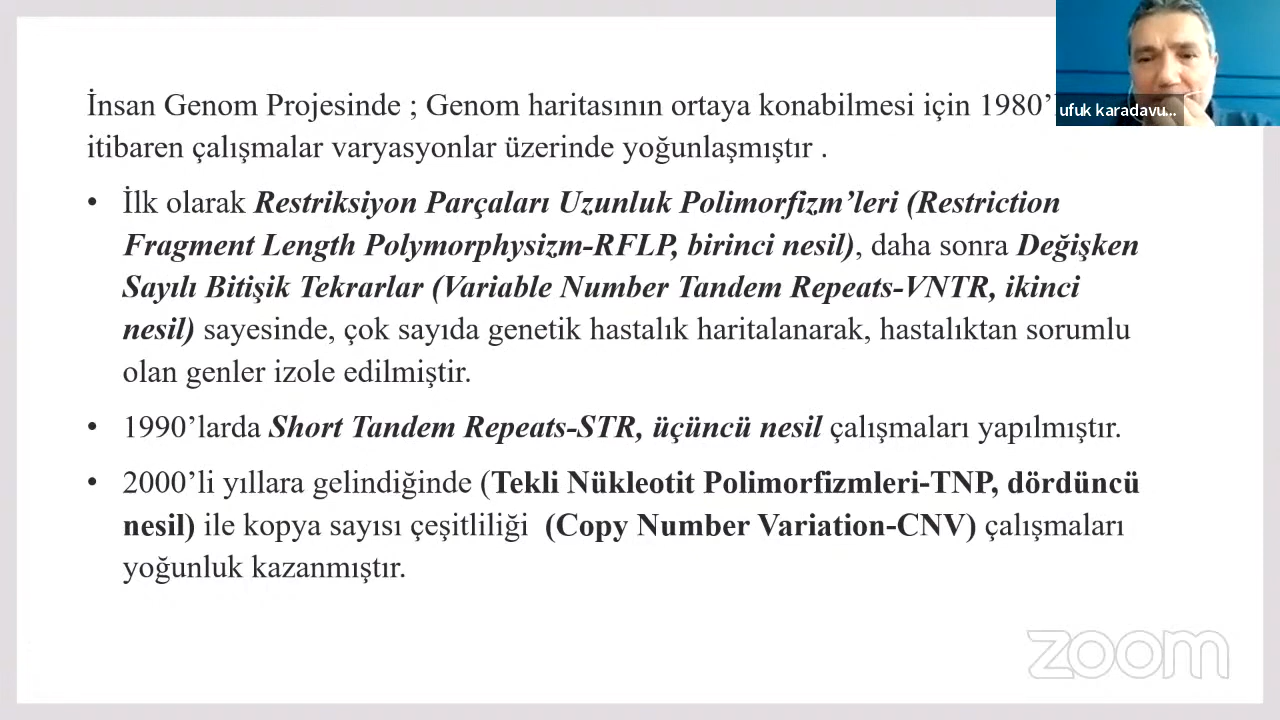 İnsan Genom Projesinde ; Genom haritasının ortaya konabilmesi için 1980’
itibaren çalışmalar varyasyonlar üzerinde yoğunlaşmıştır .
• İlk olarak Restriksiyon Parçaları Uzunluk Polimorfizm’leri (Restriction
Fragment Length Polymorphysizm-RFLP, birinci nesil), daha sonra Değişken
Sayılı Bitişik Tekrarlar (Variable Number Tandem Repeats-VNTR, ikinci
nesil) sayesinde, çok sayıda genetik hastalık haritalanarak, hastalıktan sorumlu
olan genler izole edilmiştir.
• 1990’larda Short Tandem Repeats-STR, üçüncü nesil çalışmaları yapılmıştır.
• 2000’li yıllara gelindiğinde (Tekli Nükleotit Polimorfizmleri-TNP, dördüncü
nesil) ile kopya sayısı çeşitliliği (Copy Number Variation-CNV) çalışmaları
yoğunluk kazanmıştır.
ufuk karadavu...
zoom